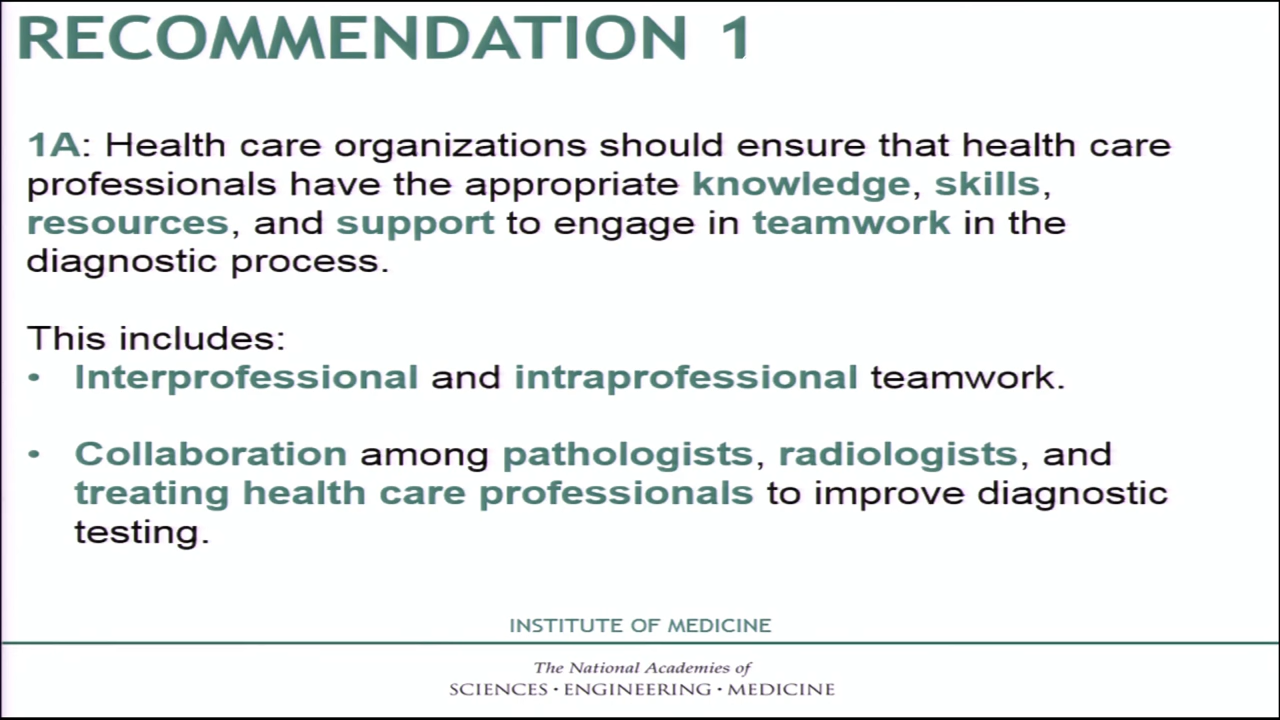 RECOMMENDATION 1
1A: Health care organizations should ensure that health care
professionals have the appropriate knowledge, skills,
resources, and support to engage in teamwork in the
diagnostic process.
This includes:
• Interprofessional and intraprofessional teamwork.
• Collaboration among pathologists, radiologists, and
treating health care professionals to improve diagnostic
testing.
INSTITUTE OF MEDICINE
The National Academies of
SCIENCES · ENGINEERING · MEDICINE